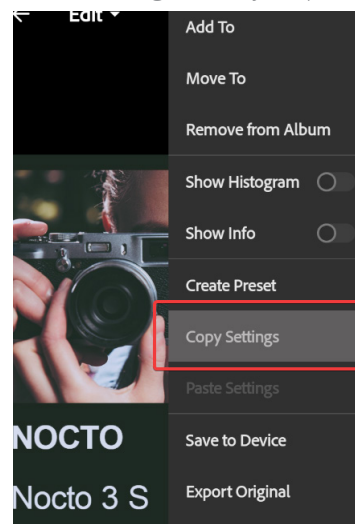 Edit
Add To
Move To
Remove from Album
Show Histogram
Show Info
Create Preset
Copy Settings
Paste Settings
Save to Device
Export Original
NOCTO
Nocto 3 S